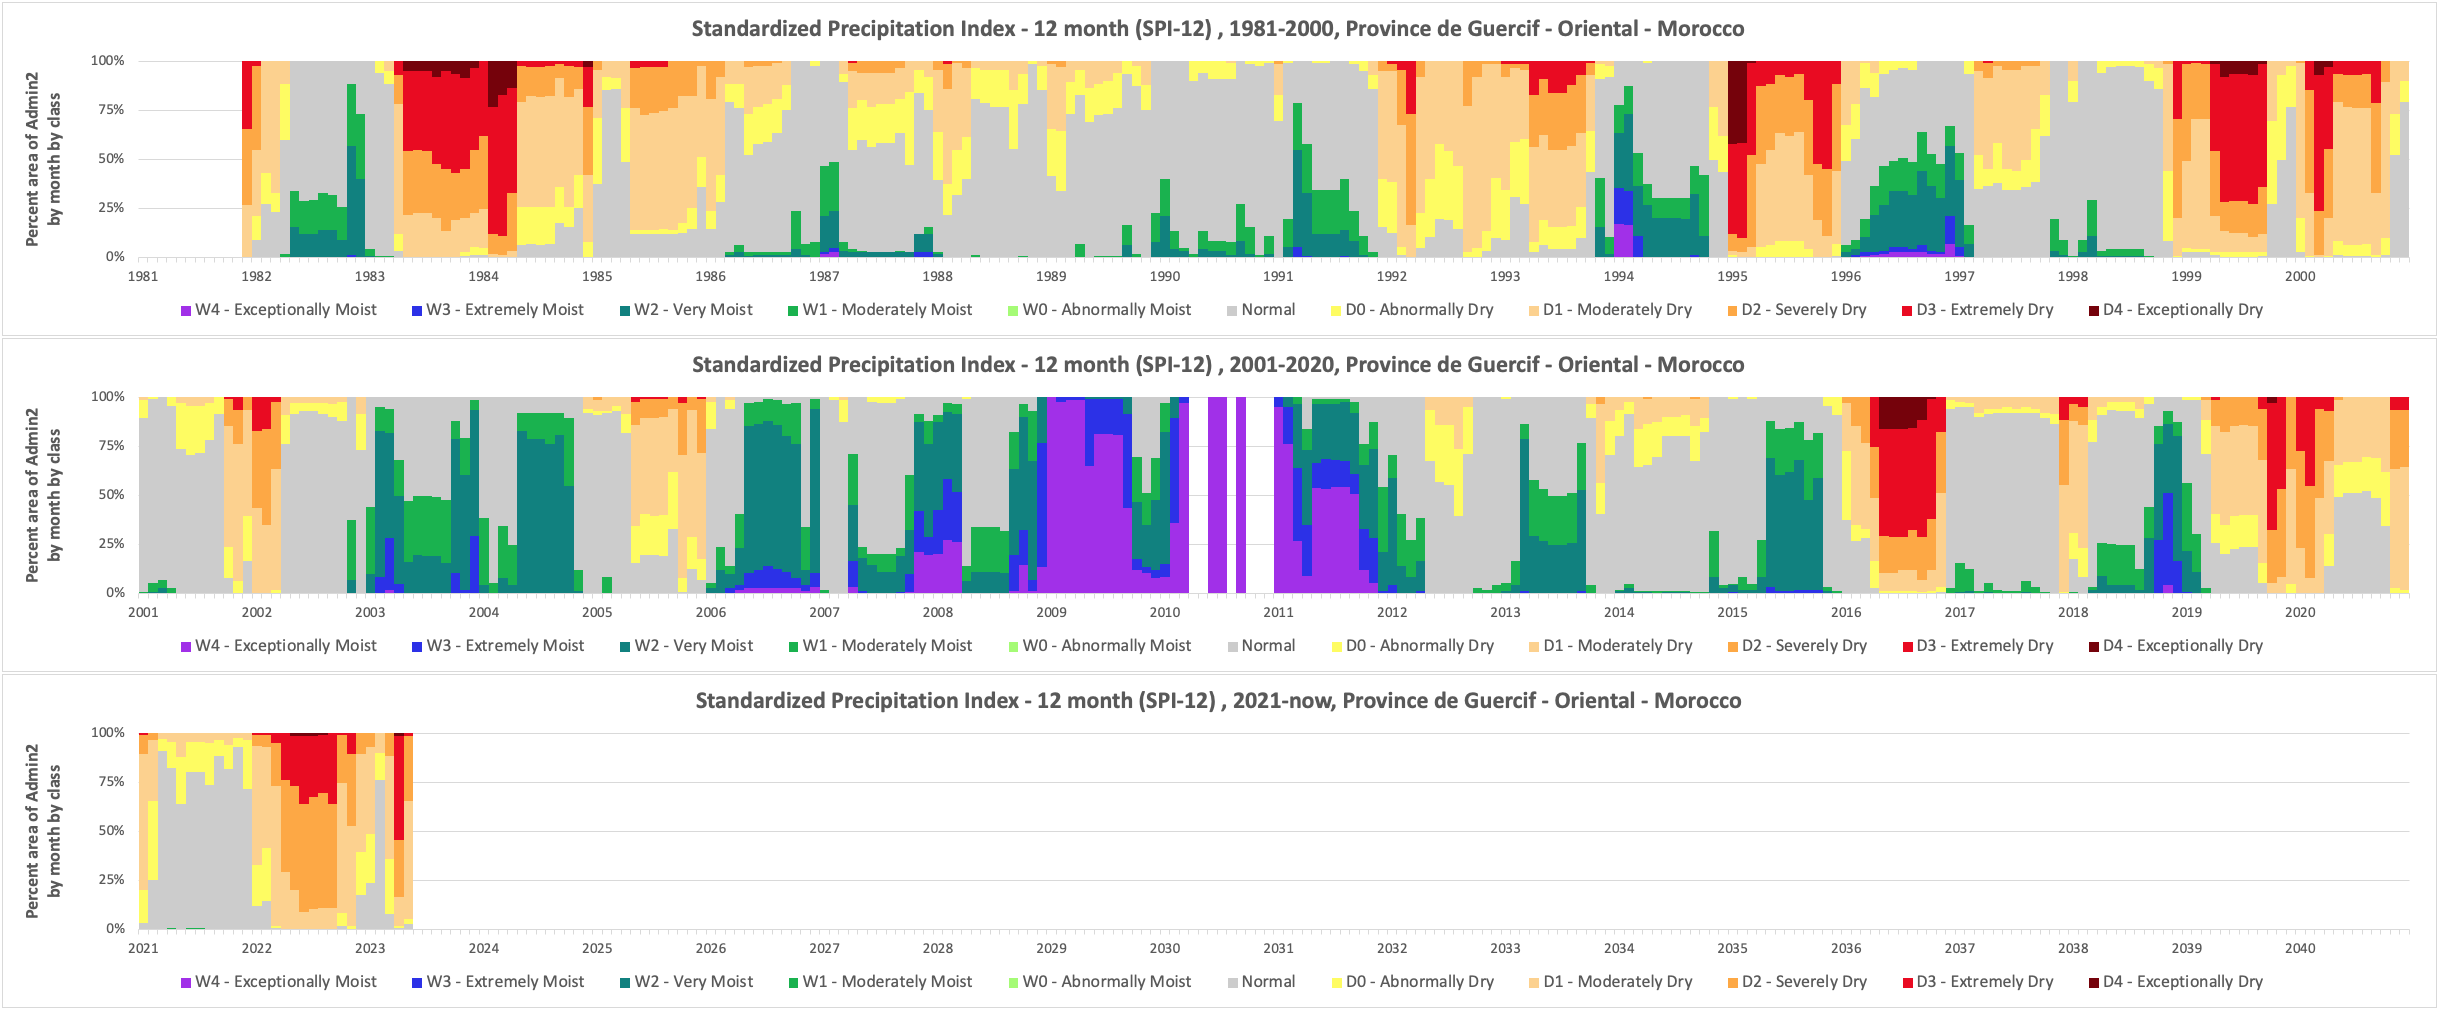 Standardized Precipitation Index - 12 month (SPI-12) , 1981-2000, Province de Guercif - Oriental - Morocco
Percent area of Admin2
by month by class
100%
75%
50%
25%
0%
1981 1982 1983 1984 1985 1986 1987 1988 1989 1990 1991 1992 1993 1994 1995 1996 1997 1998 1999 2000
W4 - Exceptionally Moist W3 - Extremely Moist W2 - Very Moist W1 - Moderately Moist W0 - Abnormally Moist Normal D0 - Abnormally Dry D1 - Moderately Dry D2 - Severely Dry D3 - Extremely Dry D4 - Exceptionally Dry
Standardized Precipitation Index - 12 month (SPI-12) , 2001-2020, Province de Guercif - Oriental - Morocco
Percent area of Admin2
by month by class
100%
75%
50%
25%
0%
2001 2002 2003 2004 2005 2006 2007 2008 2009 2010 2011 2012 2013 2014 2015 2016 2017 2018 2019 2020
W4 - Exceptionally Moist W3 - Extremely Moist W2 - Very Moist W1 - Moderately Moist W0 - Abnormally Moist Normal D0 - Abnormally Dry D1 - Moderately Dry D2 - Severely Dry D3 - Extremely Dry D4 - Exceptionally Dry
Standardized Precipitation Index - 12 month (SPI-12) , 2021-now, Province de Guercif - Oriental - Morocco
Percent area of Admin2
by month by class
100%
75%
50%
25%
0%
2021 2022 2023 2024 2025 2026 2027 2028 2029 2030 2031 2032 2033 2034 2035 2036 2037 2038 2039 2040
W4 - Exceptionally Moist W3 - Extremely Moist W2 - Very Moist W1 - Moderately Moist W0 - Abnormally Moist Normal D0 - Abnormally Dry D1 - Moderately Dry D2 - Severely Dry D3 - Extremely Dry D4 - Exceptionally Dry